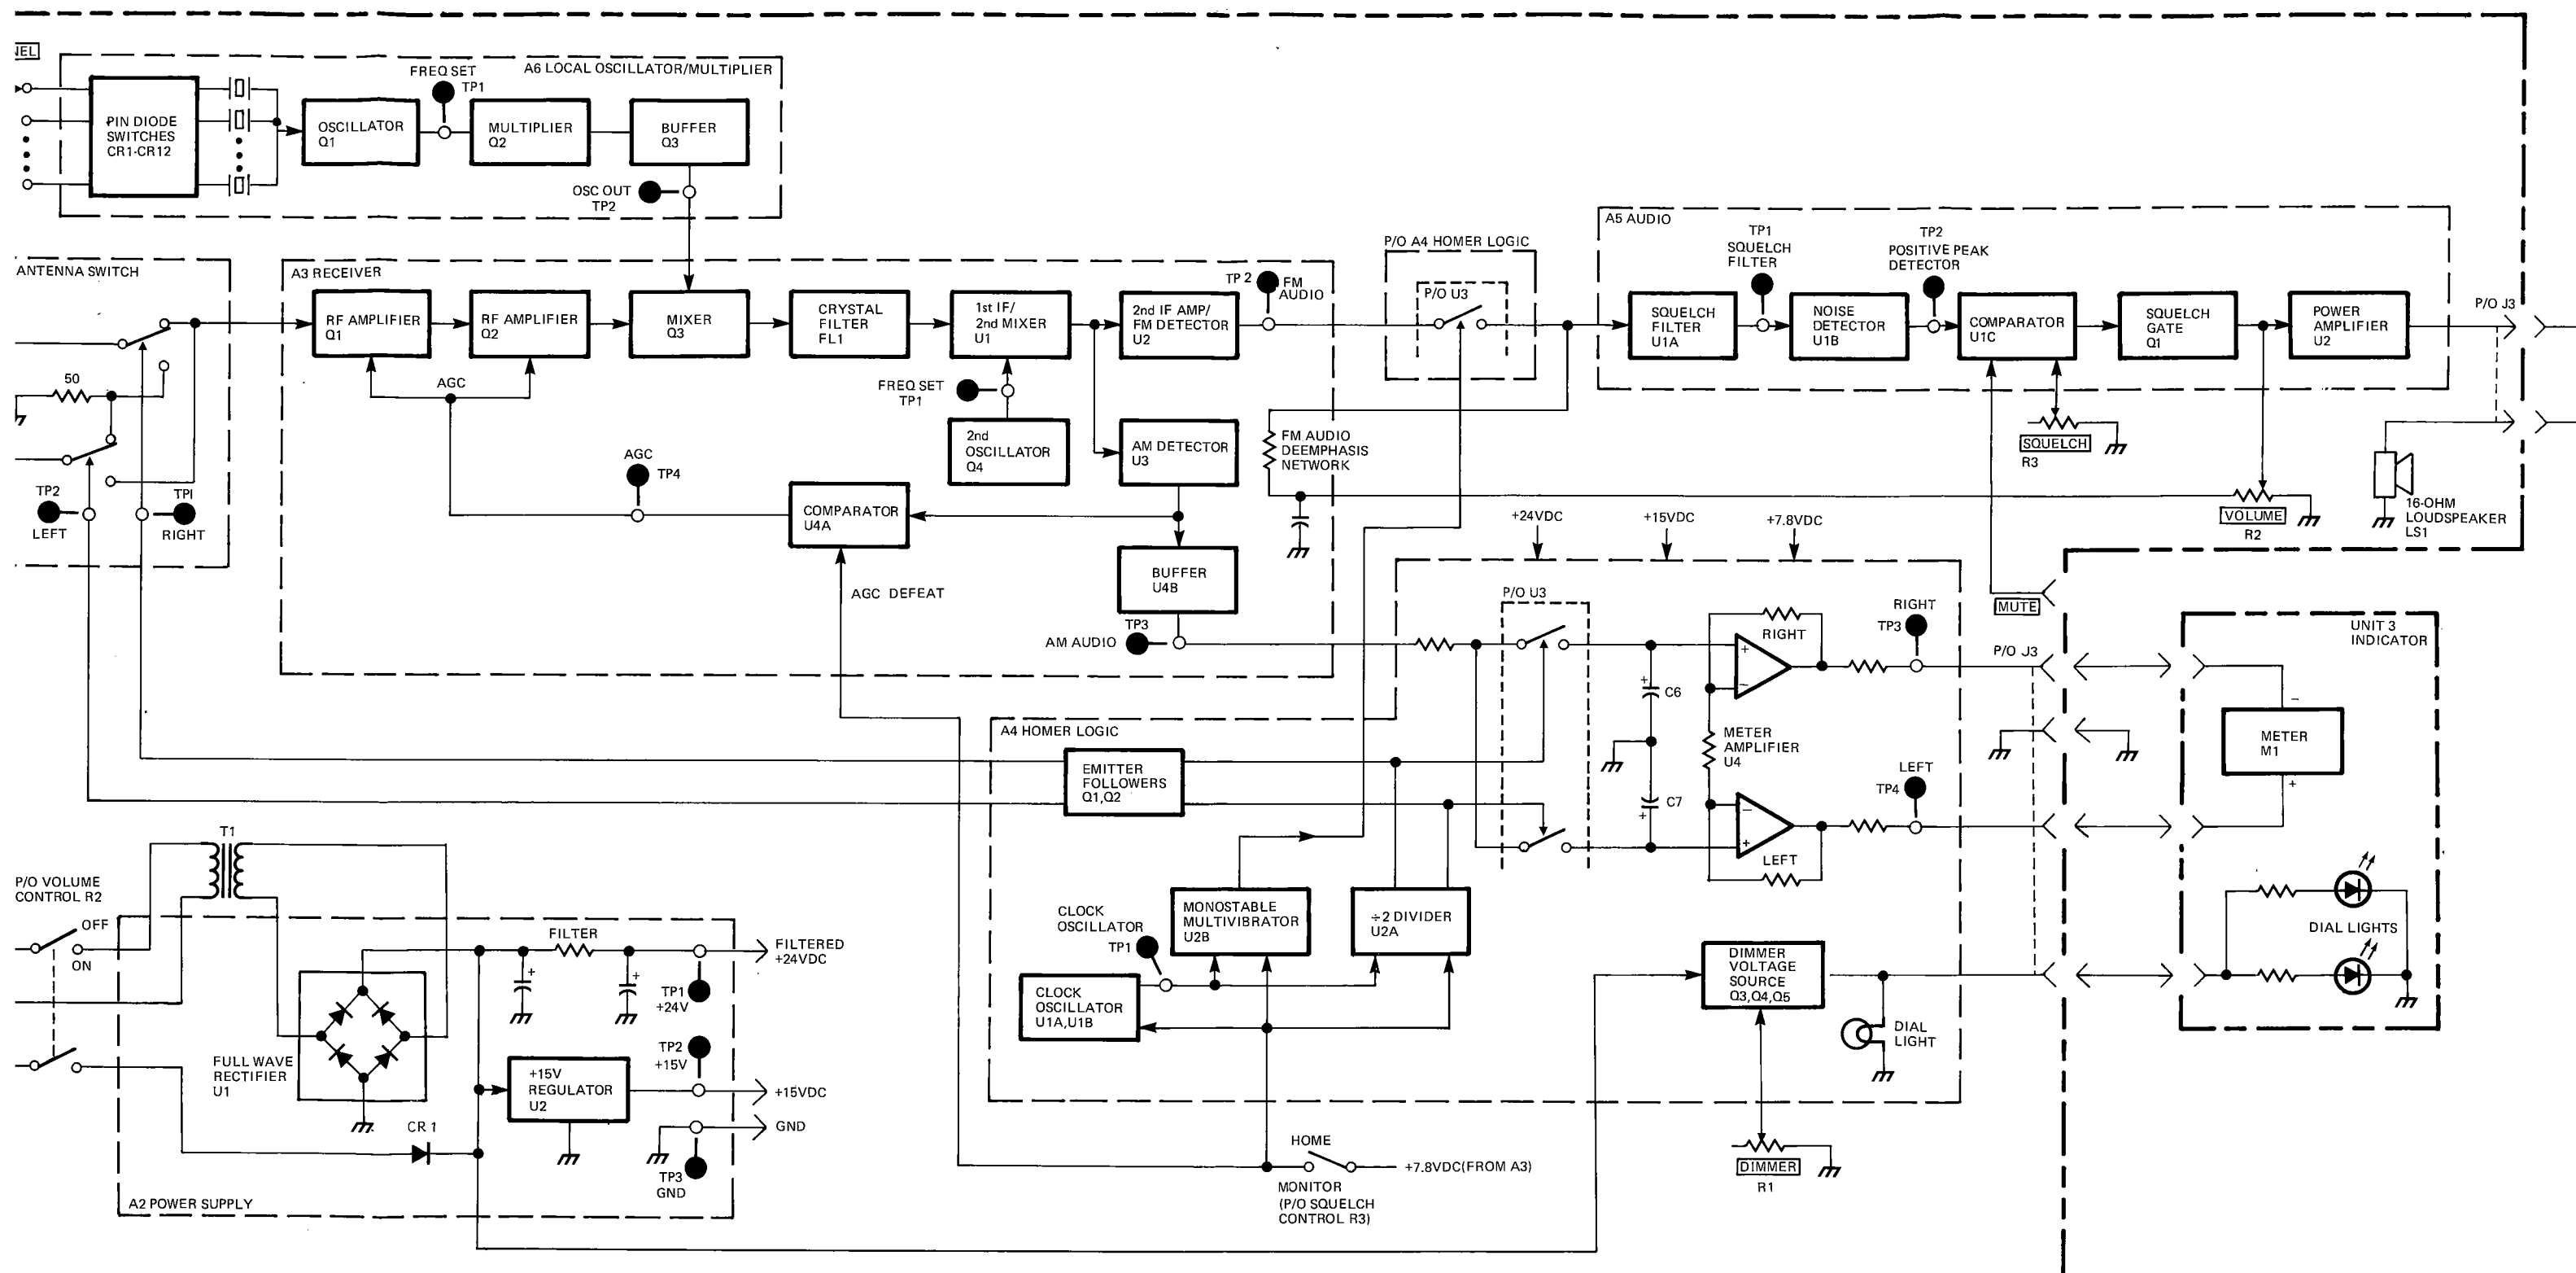 A6 LOCAL OSCILLATOR/MULTIPLIER
PIN DIODE
SWITCHES
CR1-CR12
OSCILLATOR
Q1
FREQ SET
TP1
MULTIPLIER
Q2
BUFFER
Q3
OSC OUT
TP2
ANTENNA SWITCH
50
TP2
LEFT
TP1
RIGHT
A3 RECEIVER
RF AMPLIFIER
Q1
RF AMPLIFIER
Q2
MIXER
Q3
CRYSTAL
FILTER
FL1
1st IF/
2nd MIXER
U1
2nd IF AMP/
FM DETECTOR
U2
TP 2
FM
AUDIO
AGC
FREQ SET
TP1
2nd
OSCILLATOR
Q4
AM DETECTOR
U3
AGC
TP4
COMPARATOR
U4A
BUFFER
U4B
AGC DEFEAT
TP3
AM AUDIO
P/O A4 HOMER LOGIC
P/O U3
FM AUDIO
DEEMPHASIS
NETWORK
A5 AUDIO
TP1
SQUELCH
FILTER
TP2
POSITIVE PEAK
DETECTOR
SQUELCH
FILTER
U1A
NOISE
DETECTOR
U1B
COMPARATOR
U1C
SQUELCH
GATE
Q1
POWER
AMPLIFIER
U2
P/O J3
SQUELCH
R3
VOLUME
R2
16-OHM
LOUDSPEAKER
LS1
MUTE
+24VDC
+15VDC
+7.8VDC
A4 HOMER LOGIC
P/O U3
EMITTER
FOLLOWERS
Q1,Q2
+
C6
C7
+
RIGHT
+
−
METER
AMPLIFIER
U4
−
+
LEFT
RIGHT
TP3
LEFT
TP4
P/O J3
UNIT 3
INDICATOR
−
METER
M1
+
DIAL LIGHTS
CLOCK
OSCILLATOR
TP1
MONOSTABLE
MULTIVIBRATOR
U2B
÷2 DIVIDER
U2A
CLOCK
OSCILLATOR
U1A,U1B
DIMMER
VOLTAGE
SOURCE
Q3,Q4,Q5
DIAL
LIGHT
DIMMER
R1
HOME
MONITOR
(P/O SQUELCH
CONTROL R3)
+7.8VDC(FROM A3)
T1
P/O VOLUME
CONTROL R2
OFF
ON
FILTER
+
+
FILTERED
+24VDC
TP1
+24V
FULL WAVE
RECTIFIER
U1
+15V
REGULATOR
U2
TP2
+15V
+15VDC
GND
TP3
GND
CR 1
A2 POWER SUPPLY